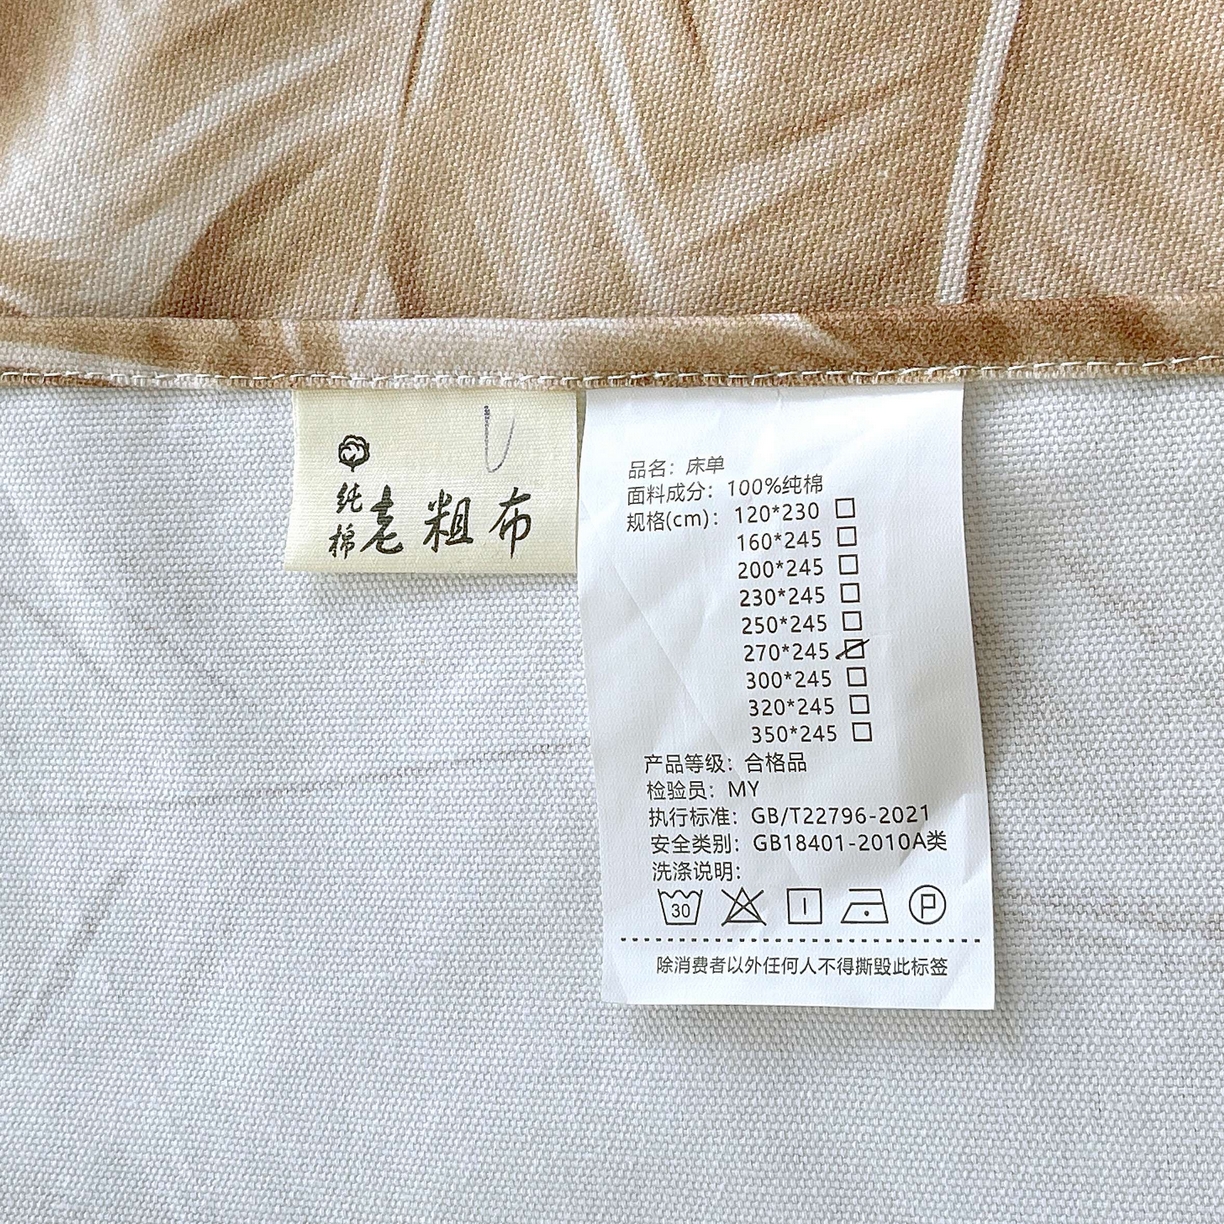 纯棉 老粗布
品名：床单
面料成分：100%纯棉
规格(cm)：120*230 □
160*245 □
200*245 □
230*245 □
250*245 □
270*245 ☑
300*245 □
320*245 □
350*245 □
产品等级：合格品
检验员：MY
执行标准：GB/T22796-2021
安全类别：GB18401-2010A类
洗涤说明：
30 P
除消费者以外任何人不得撕毁此标签